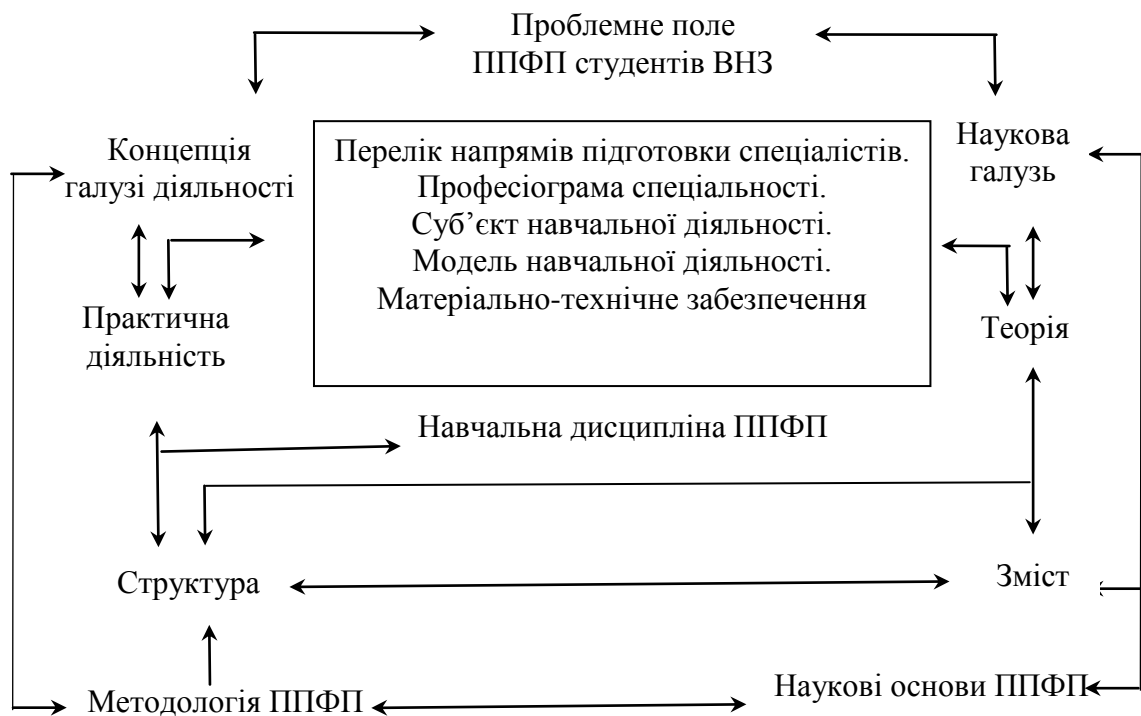 Проблемне поле
ППФП студентів ВНЗ
Концепція
галузі діяльності
Перелік напрямів підготовки спеціалістів.
Професіограма спеціальності.
Суб’єкт навчальної діяльності.
Модель навчальної діяльності.
Матеріально-технічне забезпечення
Наукова
галузь
Практична
діяльність
Теорія
Навчальна дисципліна ППФП
Структура
Зміст
Методологія ППФП
Наукові основи ППФП